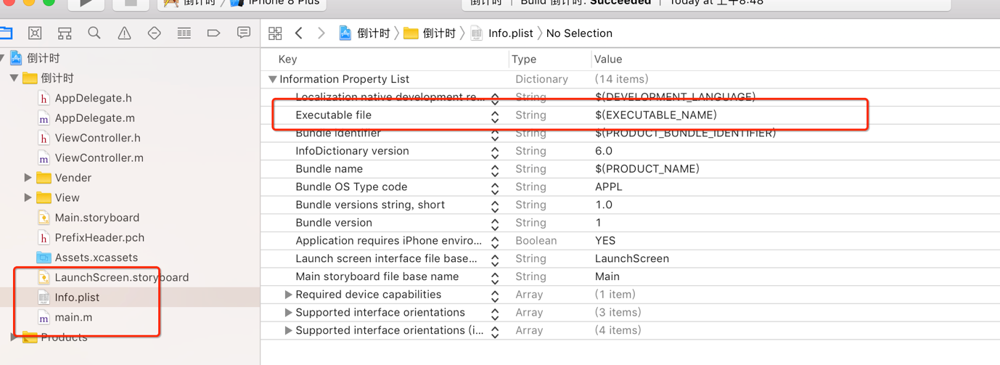 倒计时 〉 iPhone 8 Plus
倒计时 | Build 倒计时: Succeeded | Today at 上午8:48
倒计时 〉 倒计时 〉 Info.plist 〉 No Selection
倒计时
倒计时
AppDelegate.h
AppDelegate.m
ViewController.h
ViewController.m
Vender
View
Main.storyboard
PrefixHeader.pch
Assets.xcassets
LaunchScreen.storyboard
Info.plist
main.m
Products
Key Type Value
Information Property List Dictionary (14 items)
Localization native development re... String $(DEVELOPMENT_LANGUAGE)
Executable file String $(EXECUTABLE_NAME)
Bundle identifier String $(PRODUCT_BUNDLE_IDENTIFIER)
InfoDictionary version String 6.0
Bundle name String $(PRODUCT_NAME)
Bundle OS Type code String APPL
Bundle versions string, short String 1.0
Bundle version String 1
Application requires iPhone enviro... Boolean YES
Launch screen interface file base... String LaunchScreen
Main storyboard file base name String Main
Required device capabilities Array (1 item)
Supported interface orientations Array (3 items)
Supported interface orientations (i... Array (4 items)